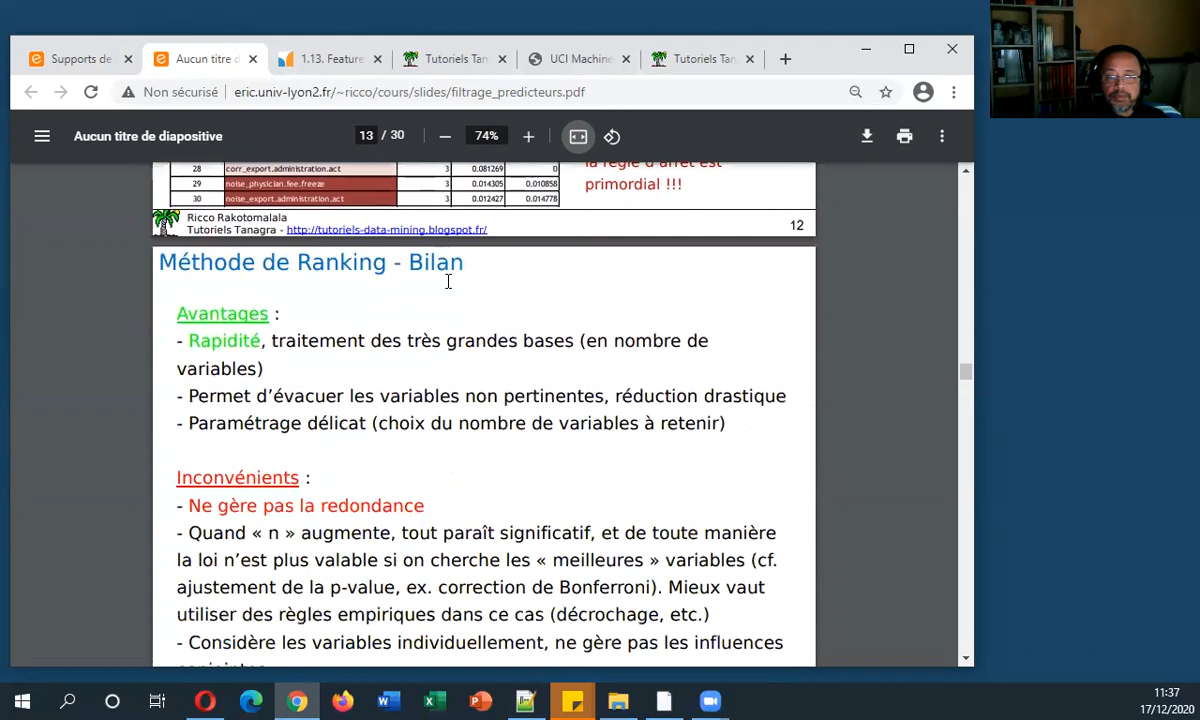 Supports de
Aucun titre d
1.13. Feature
Tutoriels Tan
UCI Machine
Tutoriels Tan
Non sécurisé
eric.univ-lyon2.fr/~ricco/cours/slides/filtrage_predicteurs.pdf
Aucun titre de diapositive
13 / 30
74%
28 corr_export.administration.act 3 0.081269 0
29 noise_physician.fee.freeze 3 0.014305 0.010858
30 noise_export.administration.act 3 0.012427 0.014778
la règle d'arrêt est
primordial !!!
Ricco Rakotomalala
Tutoriels Tanagra - http://tutoriels-data-mining.blogspot.fr/
12
Méthode de Ranking - Bilan
Avantages :
- Rapidité, traitement des très grandes bases (en nombre de
variables)
- Permet d’évacuer les variables non pertinentes, réduction drastique
- Paramétrage délicat (choix du nombre de variables à retenir)
Inconvénients :
- Ne gère pas la redondance
- Quand « n » augmente, tout paraît significatif, et de toute manière
la loi n’est plus valable si on cherche les « meilleures » variables (cf.
ajustement de la p-value, ex. correction de Bonferroni). Mieux vaut
utiliser des règles empiriques dans ce cas (décrochage, etc.)
- Considère les variables individuellement, ne gère pas les influences
11:37
17/12/2020